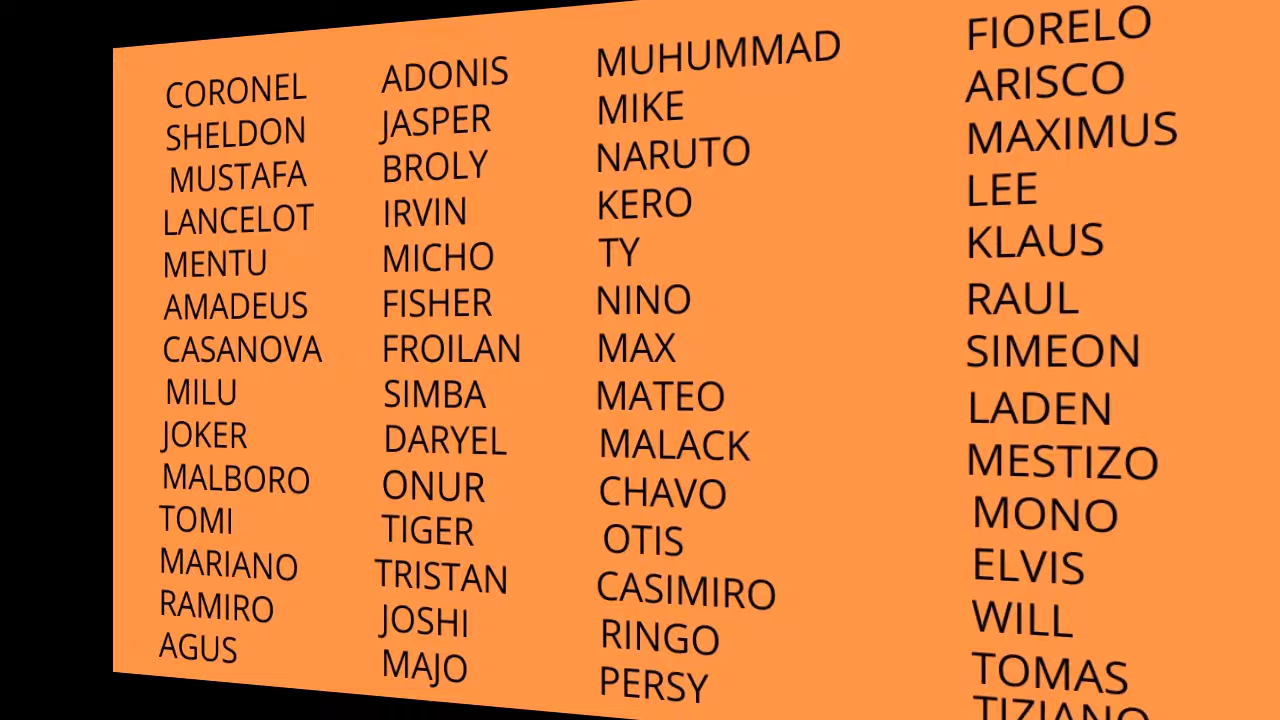 CORONEL
SHELDON
MUSTAFA
LANCELOT
MENTU
AMADEUS
CASANOVA
MILU
JOKER
MALBORO
TOMI
MARIANO
RAMIRO
AGUS
ADONIS
JASPER
BROLY
IRVIN
MICHO
FISHER
FROILAN
SIMBA
DARYEL
ONUR
TIGER
TRISTAN
JOSHI
MAJO
MUHUMMAD
MIKE
NARUTO
KERO
TY
NINO
MAX
MATEO
MALACK
CHAVO
OTIS
CASIMIRO
RINGO
PERSY
FIORELO
ARISCO
MAXIMUS
LEE
KLAUS
RAUL
SIMEON
LADEN
MESTIZO
MONO
ELVIS
WILL
TOMAS
TIZIANO